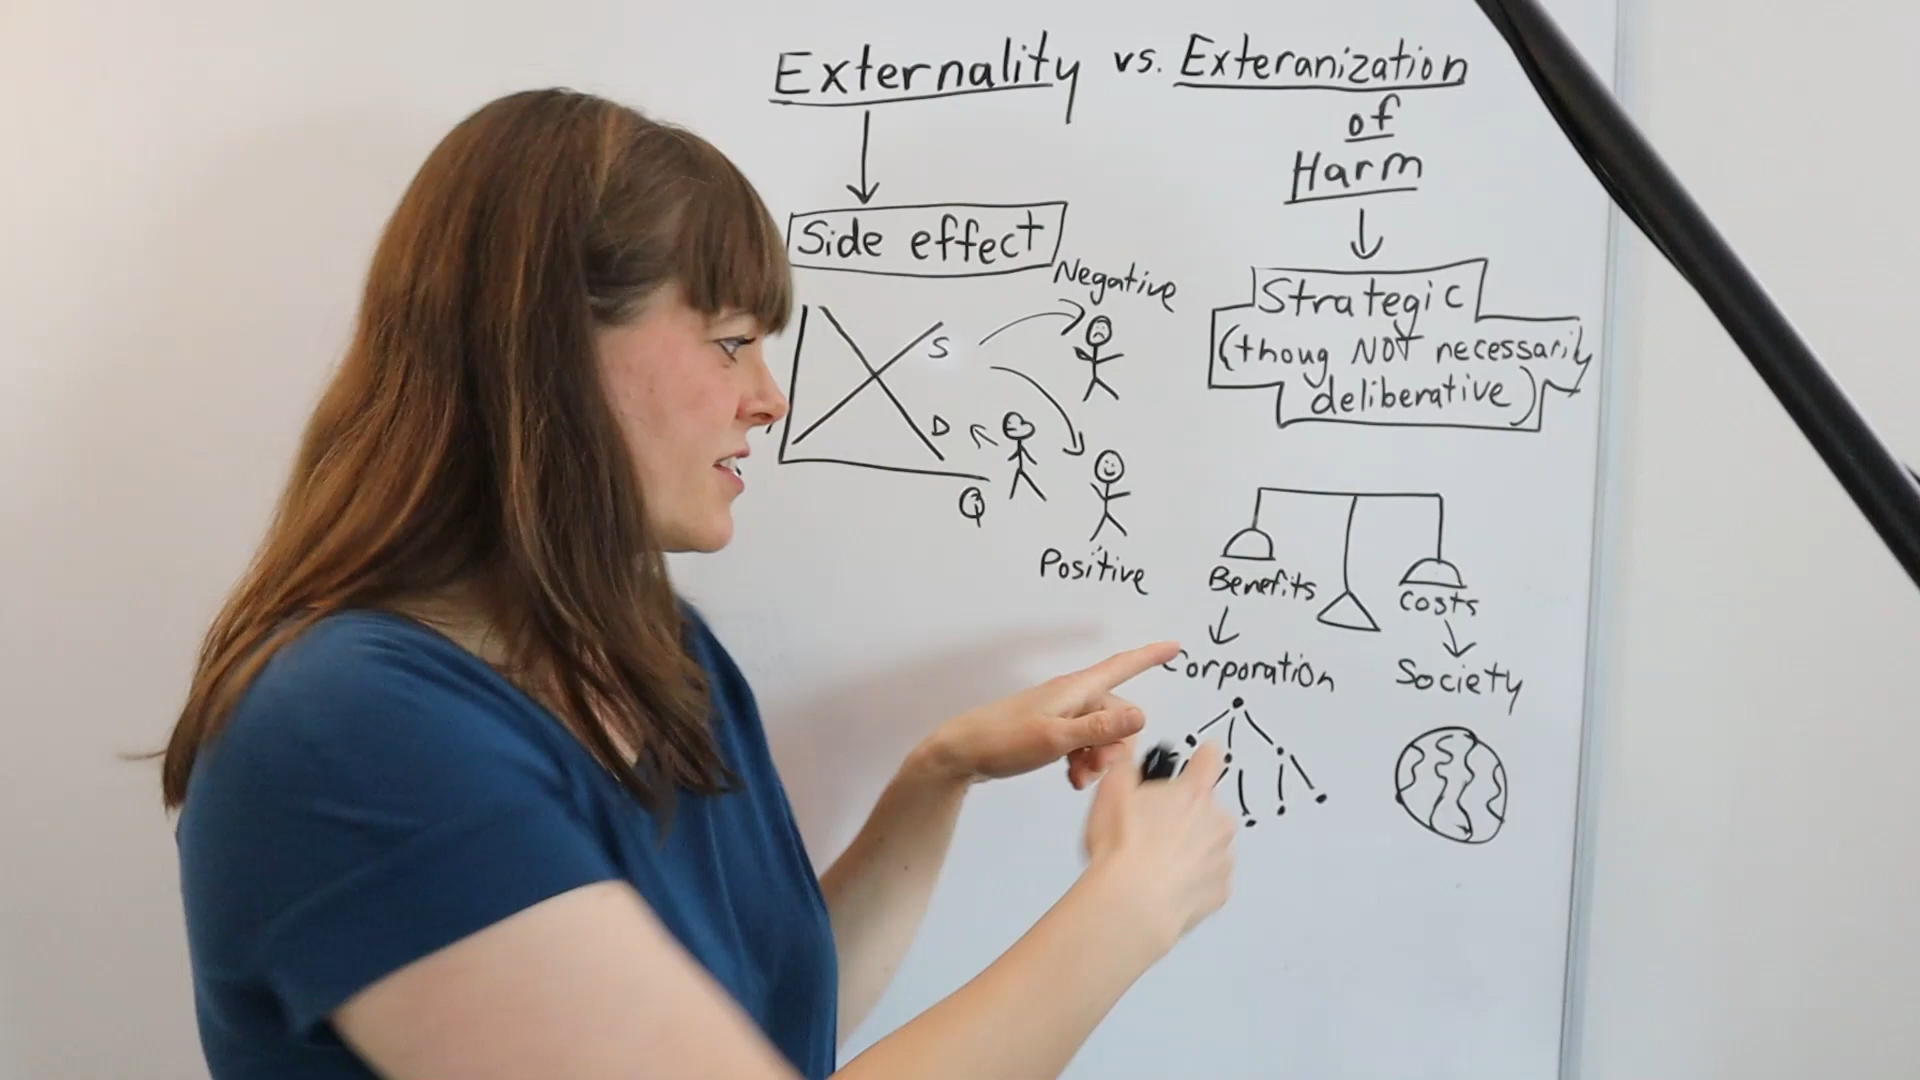 Externality vs. Exteranization
of
Harm
Side effect
Negative
S
D
Q
Positive
Strategic
(thoug NOT necessarily
deliberative)
Benefits
Costs
Corporation
Society